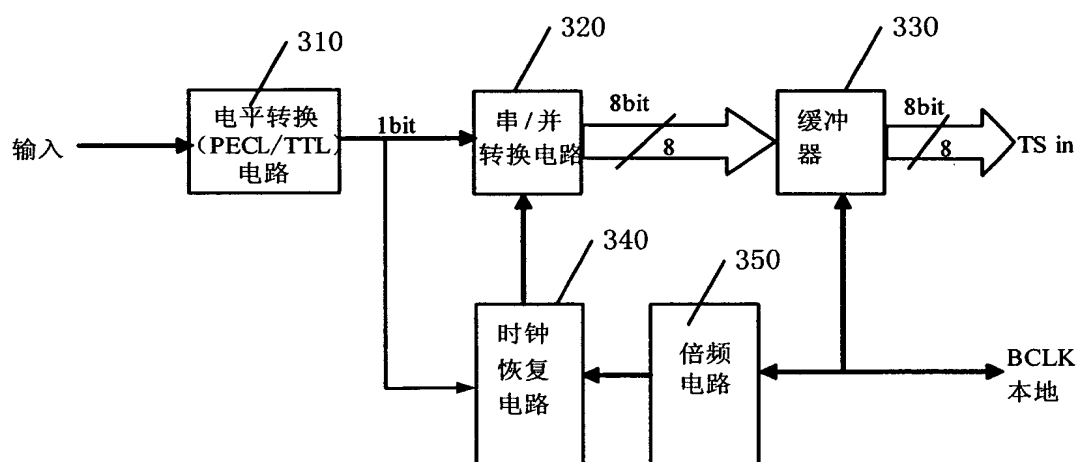 310
320
330
输入
电平转换
(PECL/TTL)
电路
1bit
串/并
转换电路
8bit
8
缓冲
器
8bit
8
TS in
340
350
时钟
恢复
电路
倍频
电路
BCLK
本地